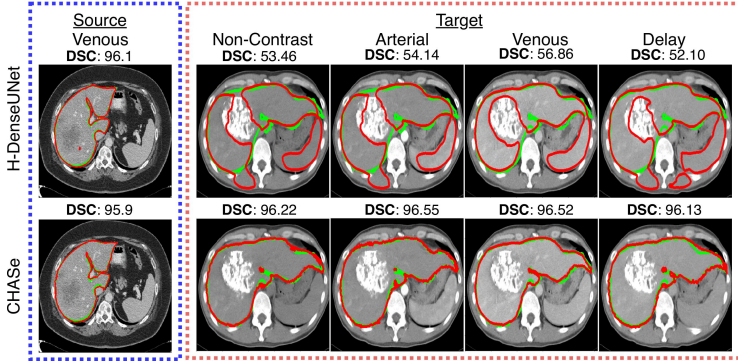 Source
Target
Venous
Non-Contrast
Arterial
Venous
Delay
DSC: 96.1
DSC: 53.46
DSC: 54.14
DSC: 56.86
DSC: 52.10
H-DenseUNet
DSC: 95.9
DSC: 96.22
DSC: 96.55
DSC: 96.52
DSC: 96.13
CHASe